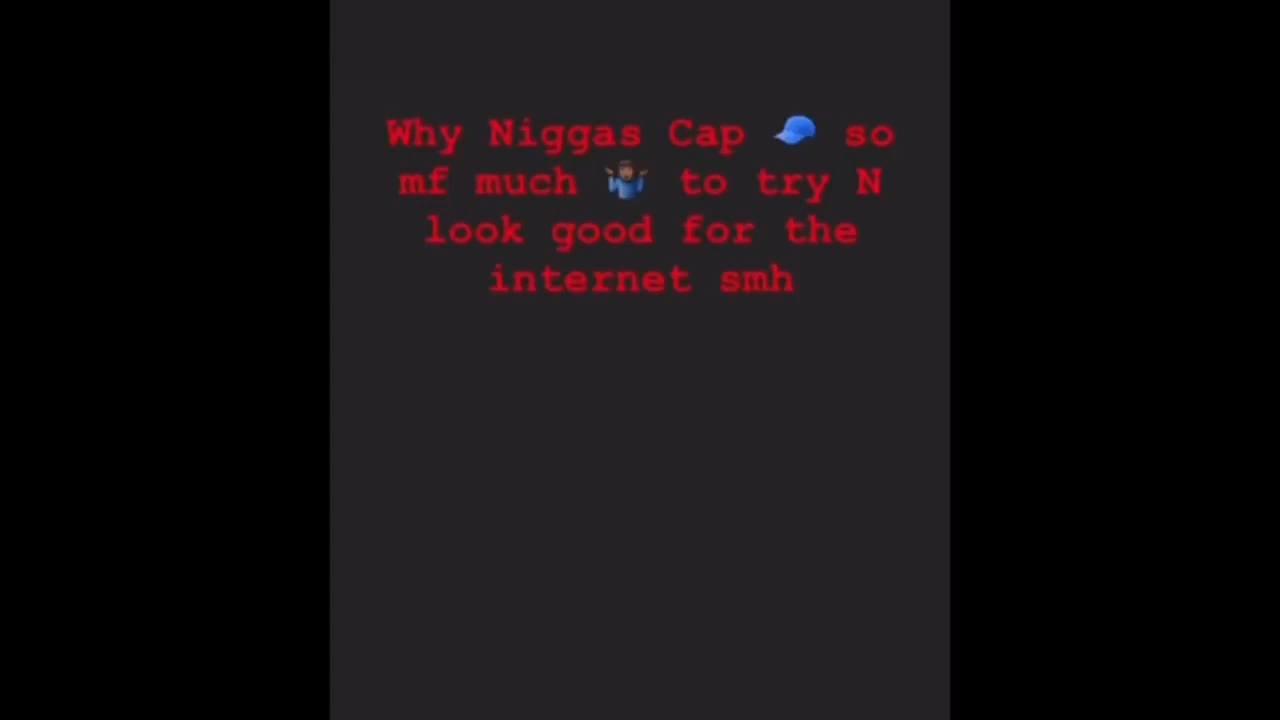 Why Niggas Cap 🧢 so
mf much 🤷🏾‍♂️ to try N
look good for the
internet smh